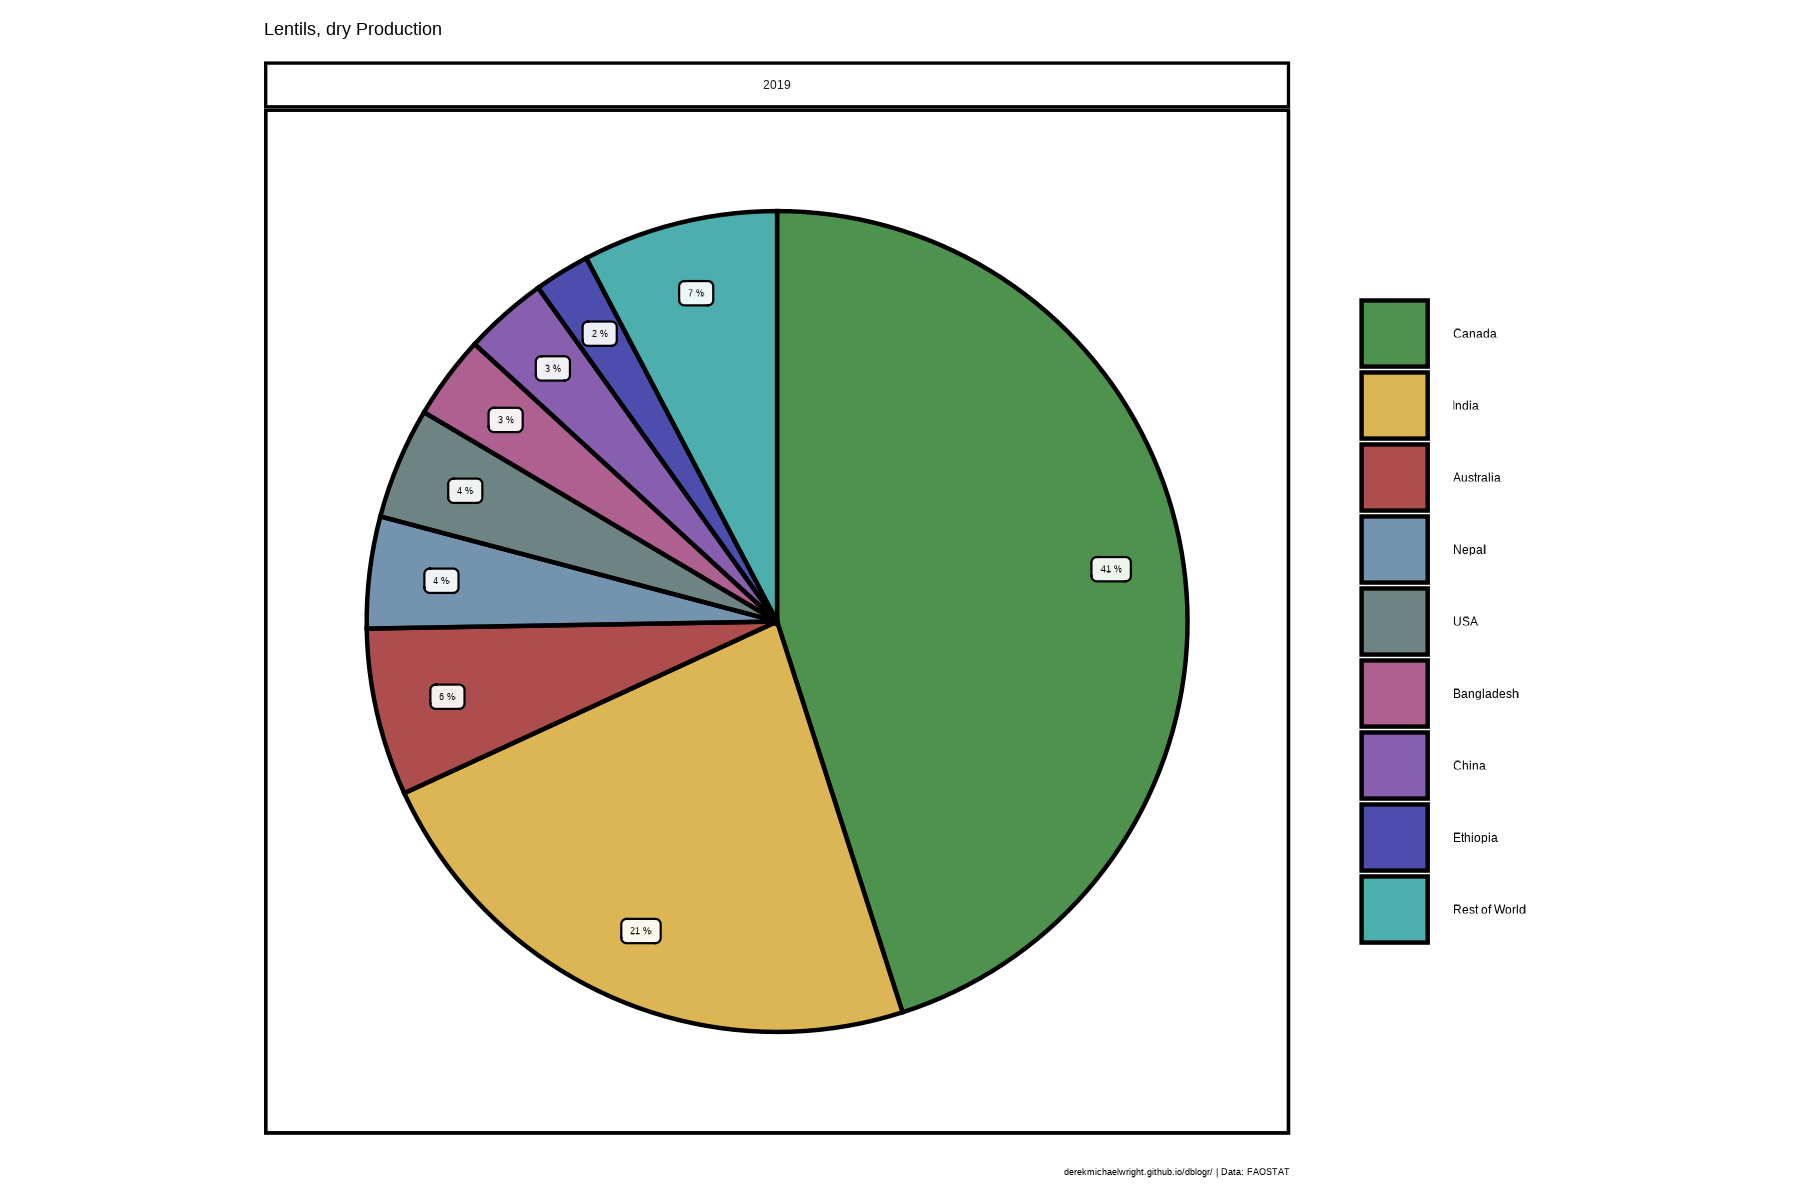 Lentils, dry Production
2019
7 %
2 %
3 %
3 %
4 %
4 %
6 %
21 %
41 %
Canada
India
Australia
Nepal
USA
Bangladesh
China
Ethiopia
Rest of World
derekmichaelwright.github.io/dblogr/ | Data: FAOSTAT